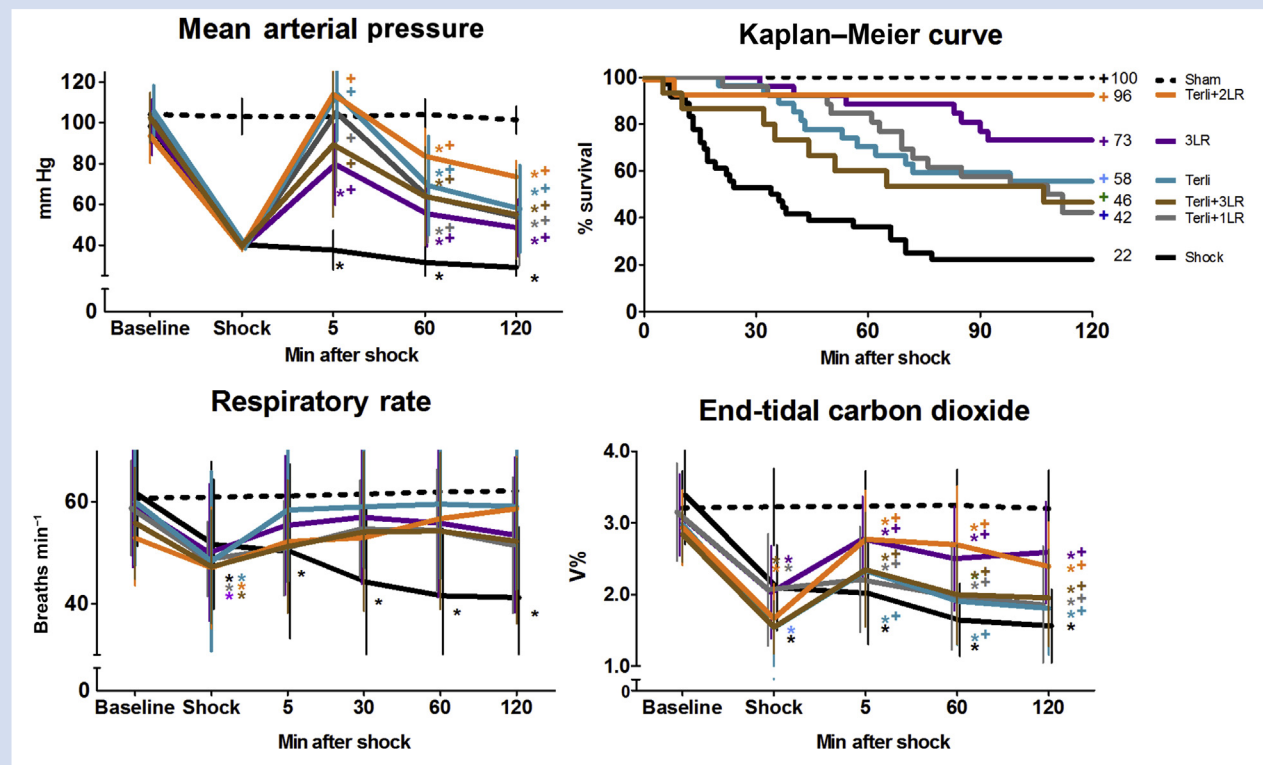 Mean arterial pressure
120
100
80
60
40
0
mm Hg
Baseline Shock 5 60 120
Min after shock
Kaplan–Meier curve
100
80
60
40
20
0
% survival
0 30 60 90 120
Min after shock
+100 Sham
+96 Terli+2LR
+73 3LR
+58 Terli
+46 Terli+3LR
+42 Terli+1LR
22 Shock
Respiratory rate
60
40
0
Breaths min⁻¹
Baseline Shock 5 30 60 120
Min after shock
End-tidal carbon dioxide
4.0
3.0
2.0
1.0
0
V%
Baseline Shock 5 60 120
Min after shock